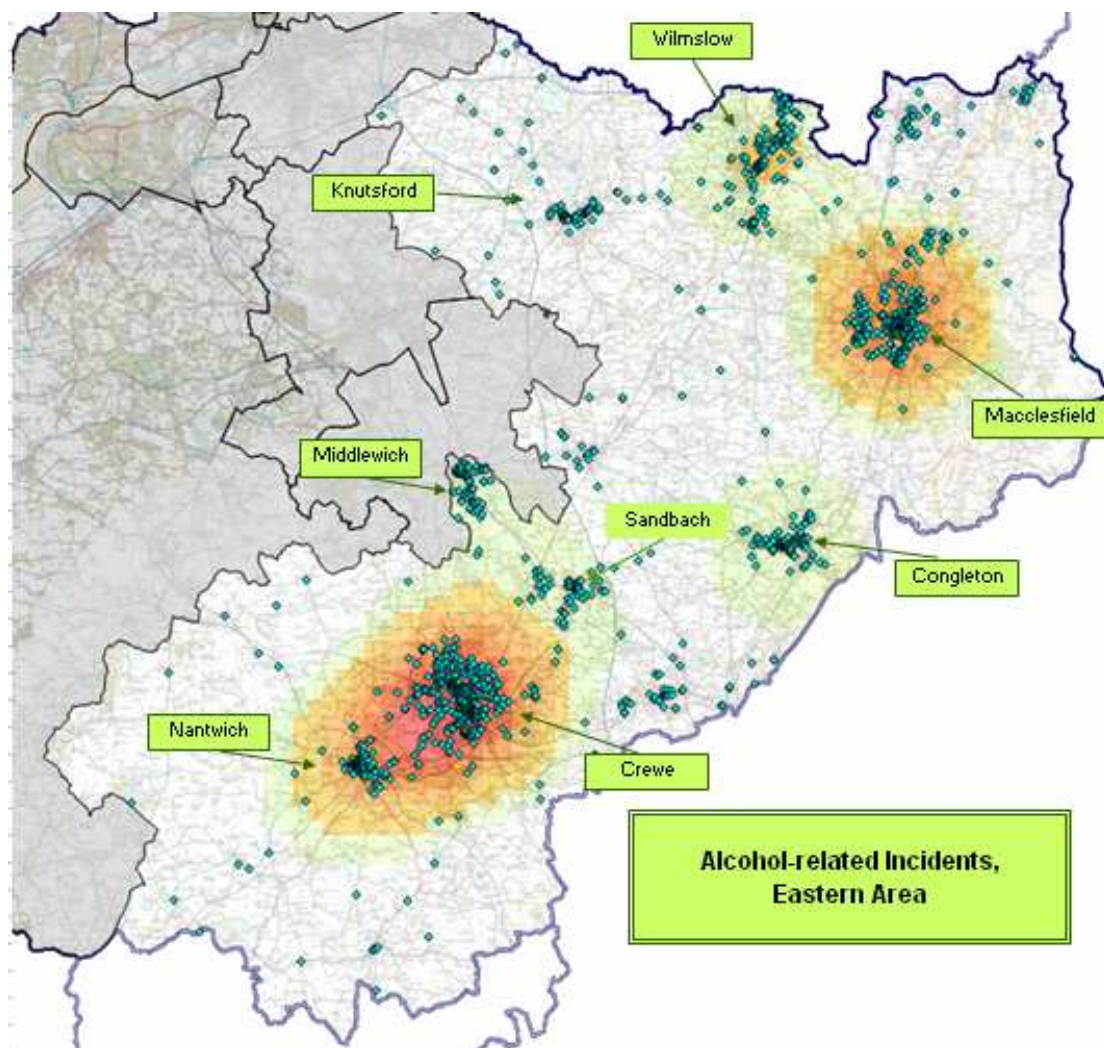 Wilmslow
Knutsford
Macclesfield
Middlewich
Sandbach
Congleton
Nantwich
Crewe
Alcohol-related Incidents,
Eastern Area